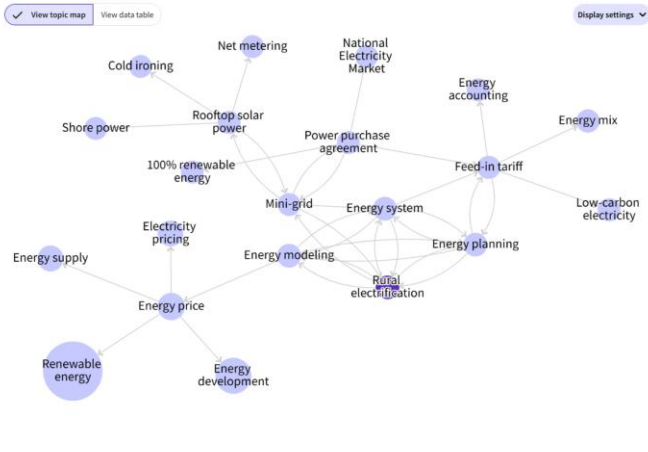 View topic map
View data table
Display settings
Net metering
National
Electricity
Market
Cold ironing
Energy
accounting
Rooftop solar
power
Energy mix
Shore power
Power purchase
agreement
100% renewable
energy
Feed-in tariff
Mini-grid
Energy system
Low-carbon
electricity
Electricity
pricing
Energy planning
Energy supply
Energy modeling
Rural
electrification
Energy price
Renewable
energy
Energy
development